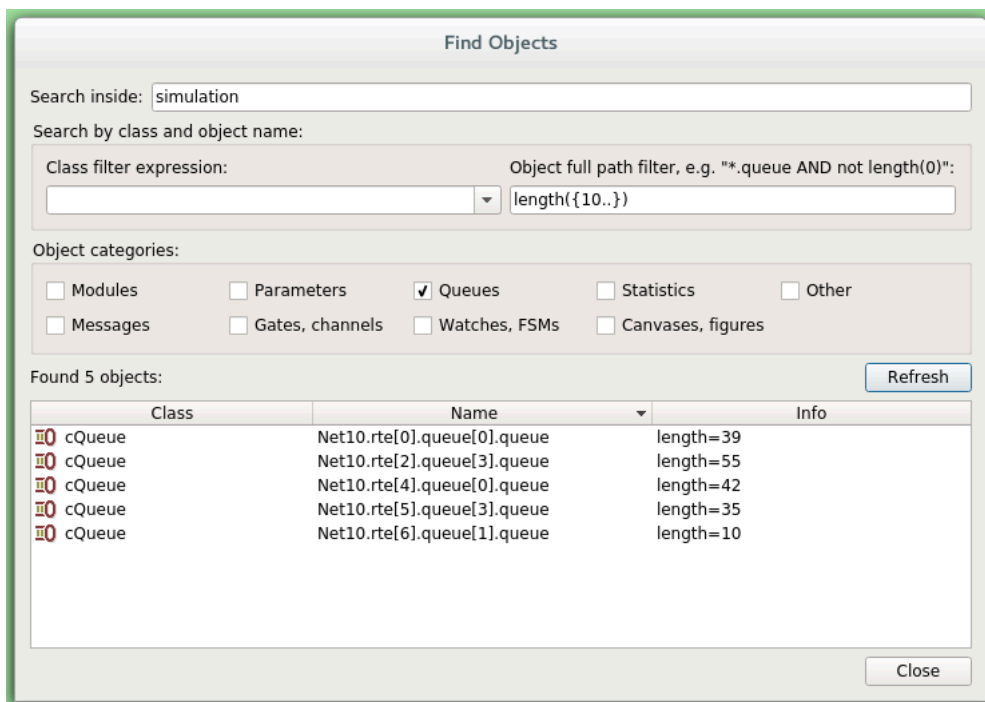 Find Objects
Search inside: simulation
Search by class and object name:
Class filter expression: Object full path filter, e.g. "*.queue AND not length(0)":
length({10..})
Object categories:
Modules Parameters Queues Statistics Other
Messages Gates, channels Watches, FSMs Canvases, figures
Found 5 objects: Refresh
Class Name Info
cQueue Net10.rte[0].queue[0].queue length=39
cQueue Net10.rte[2].queue[3].queue length=55
cQueue Net10.rte[4].queue[0].queue length=42
cQueue Net10.rte[5].queue[3].queue length=35
cQueue Net10.rte[6].queue[1].queue length=10
Close